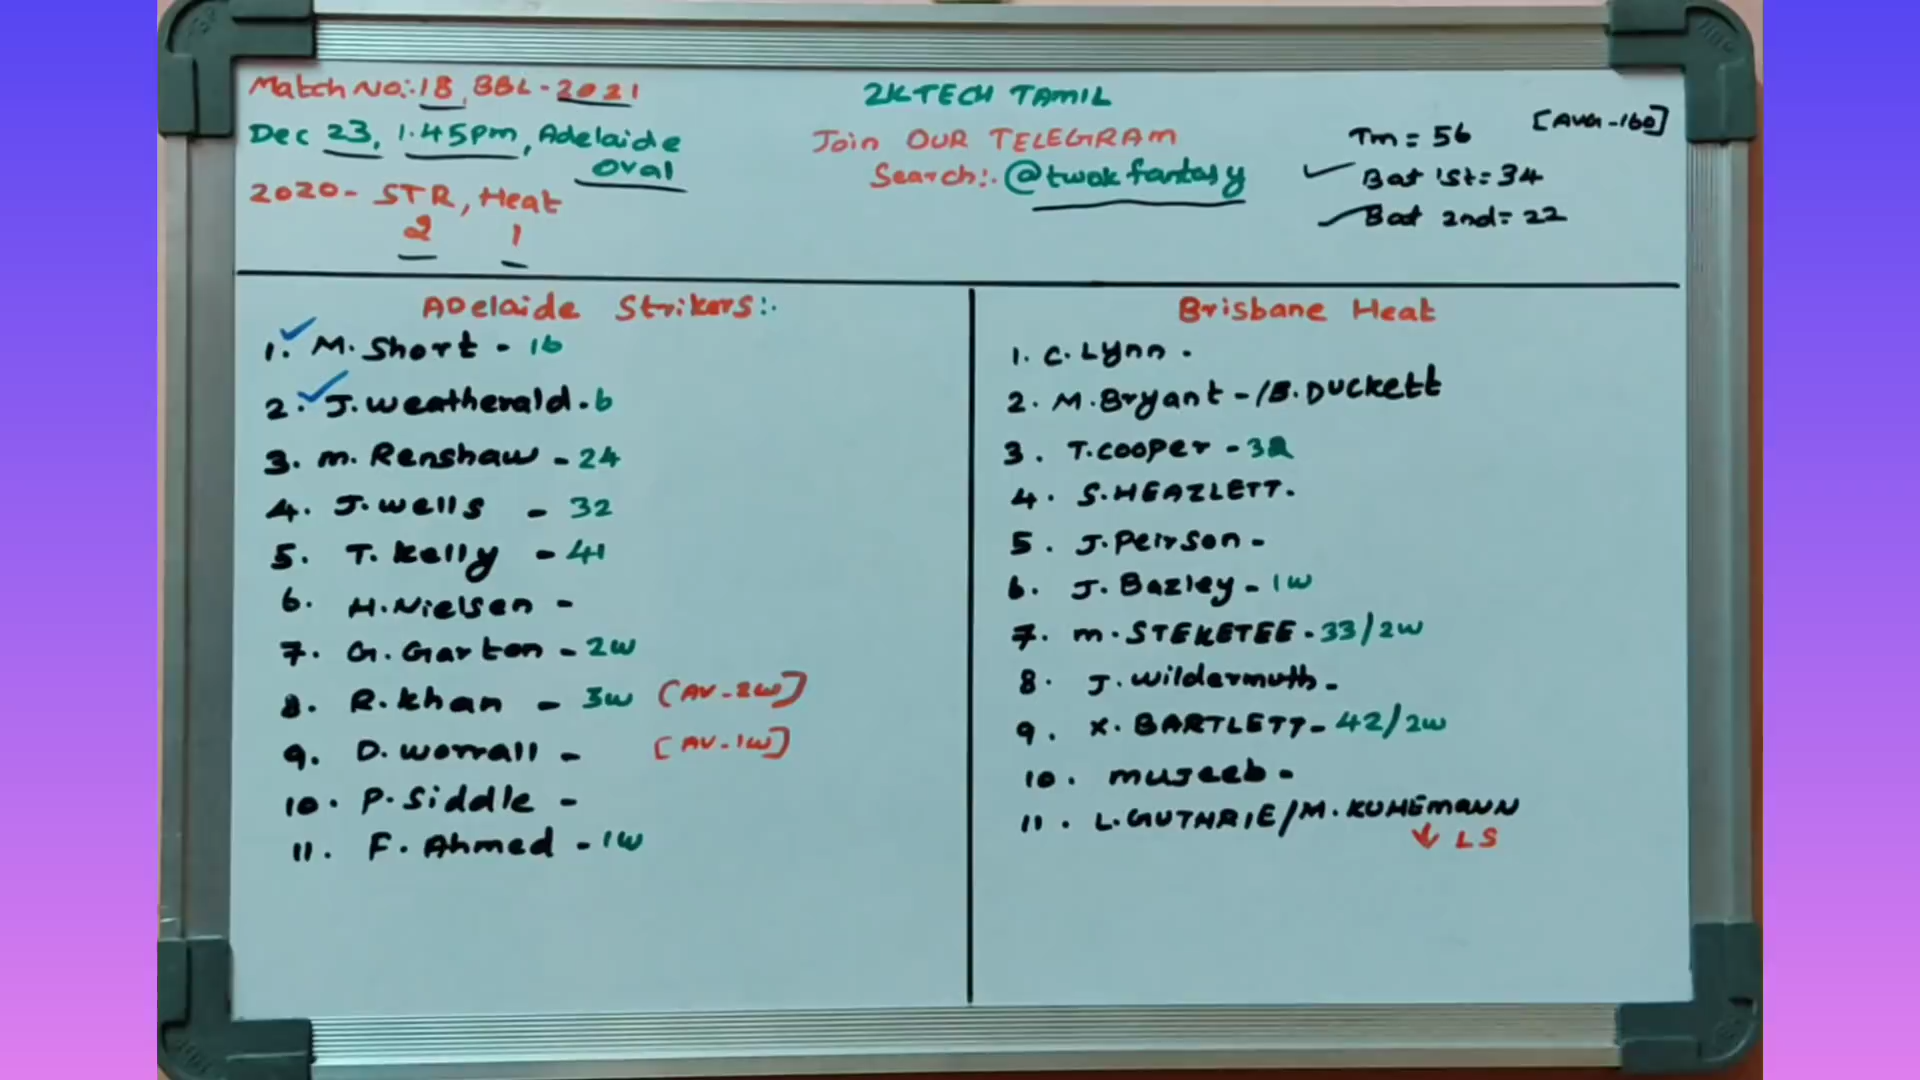 Match No:-18, BBL-2021
Dec 23, 1.45pm, Adelaide
Oval
2020- STR, Heat
2 1
2K TECH TAMIL
Join OUR TELEGRAM
Search:- @twok fantasy
[AVG-160]
Tm = 56
Bat 1st = 34
Bat 2nd = 22
Adelaide Strikers:-
1. M. Short - 16
2. J. Weatherald - 6
3. M. Renshaw - 24
4. J. Wells - 32
5. T. Kelly - 41
6. H. Nielsen -
7. G. Garton - 2w
8. R. Khan - 3w [AV-2w]
9. D. Worrall - [AV-1w]
10. P. Siddle -
11. F. Ahmed - 1w
Brisbane Heat
1. C. Lynn -
2. M. Bryant - /B. DUCKETT
3. T. Cooper - 32
4. S. HEAZLETT.
5. J. Peirson -
6. J. Bazley - 1w
7. M. STEKETEE - 33/2w
8. J. Wildermuth -
9. X. BARTLETT - 42/2w
10. MUJeeb -
11. L. GUTHRIE/M. KUHEMANN
↓ LS